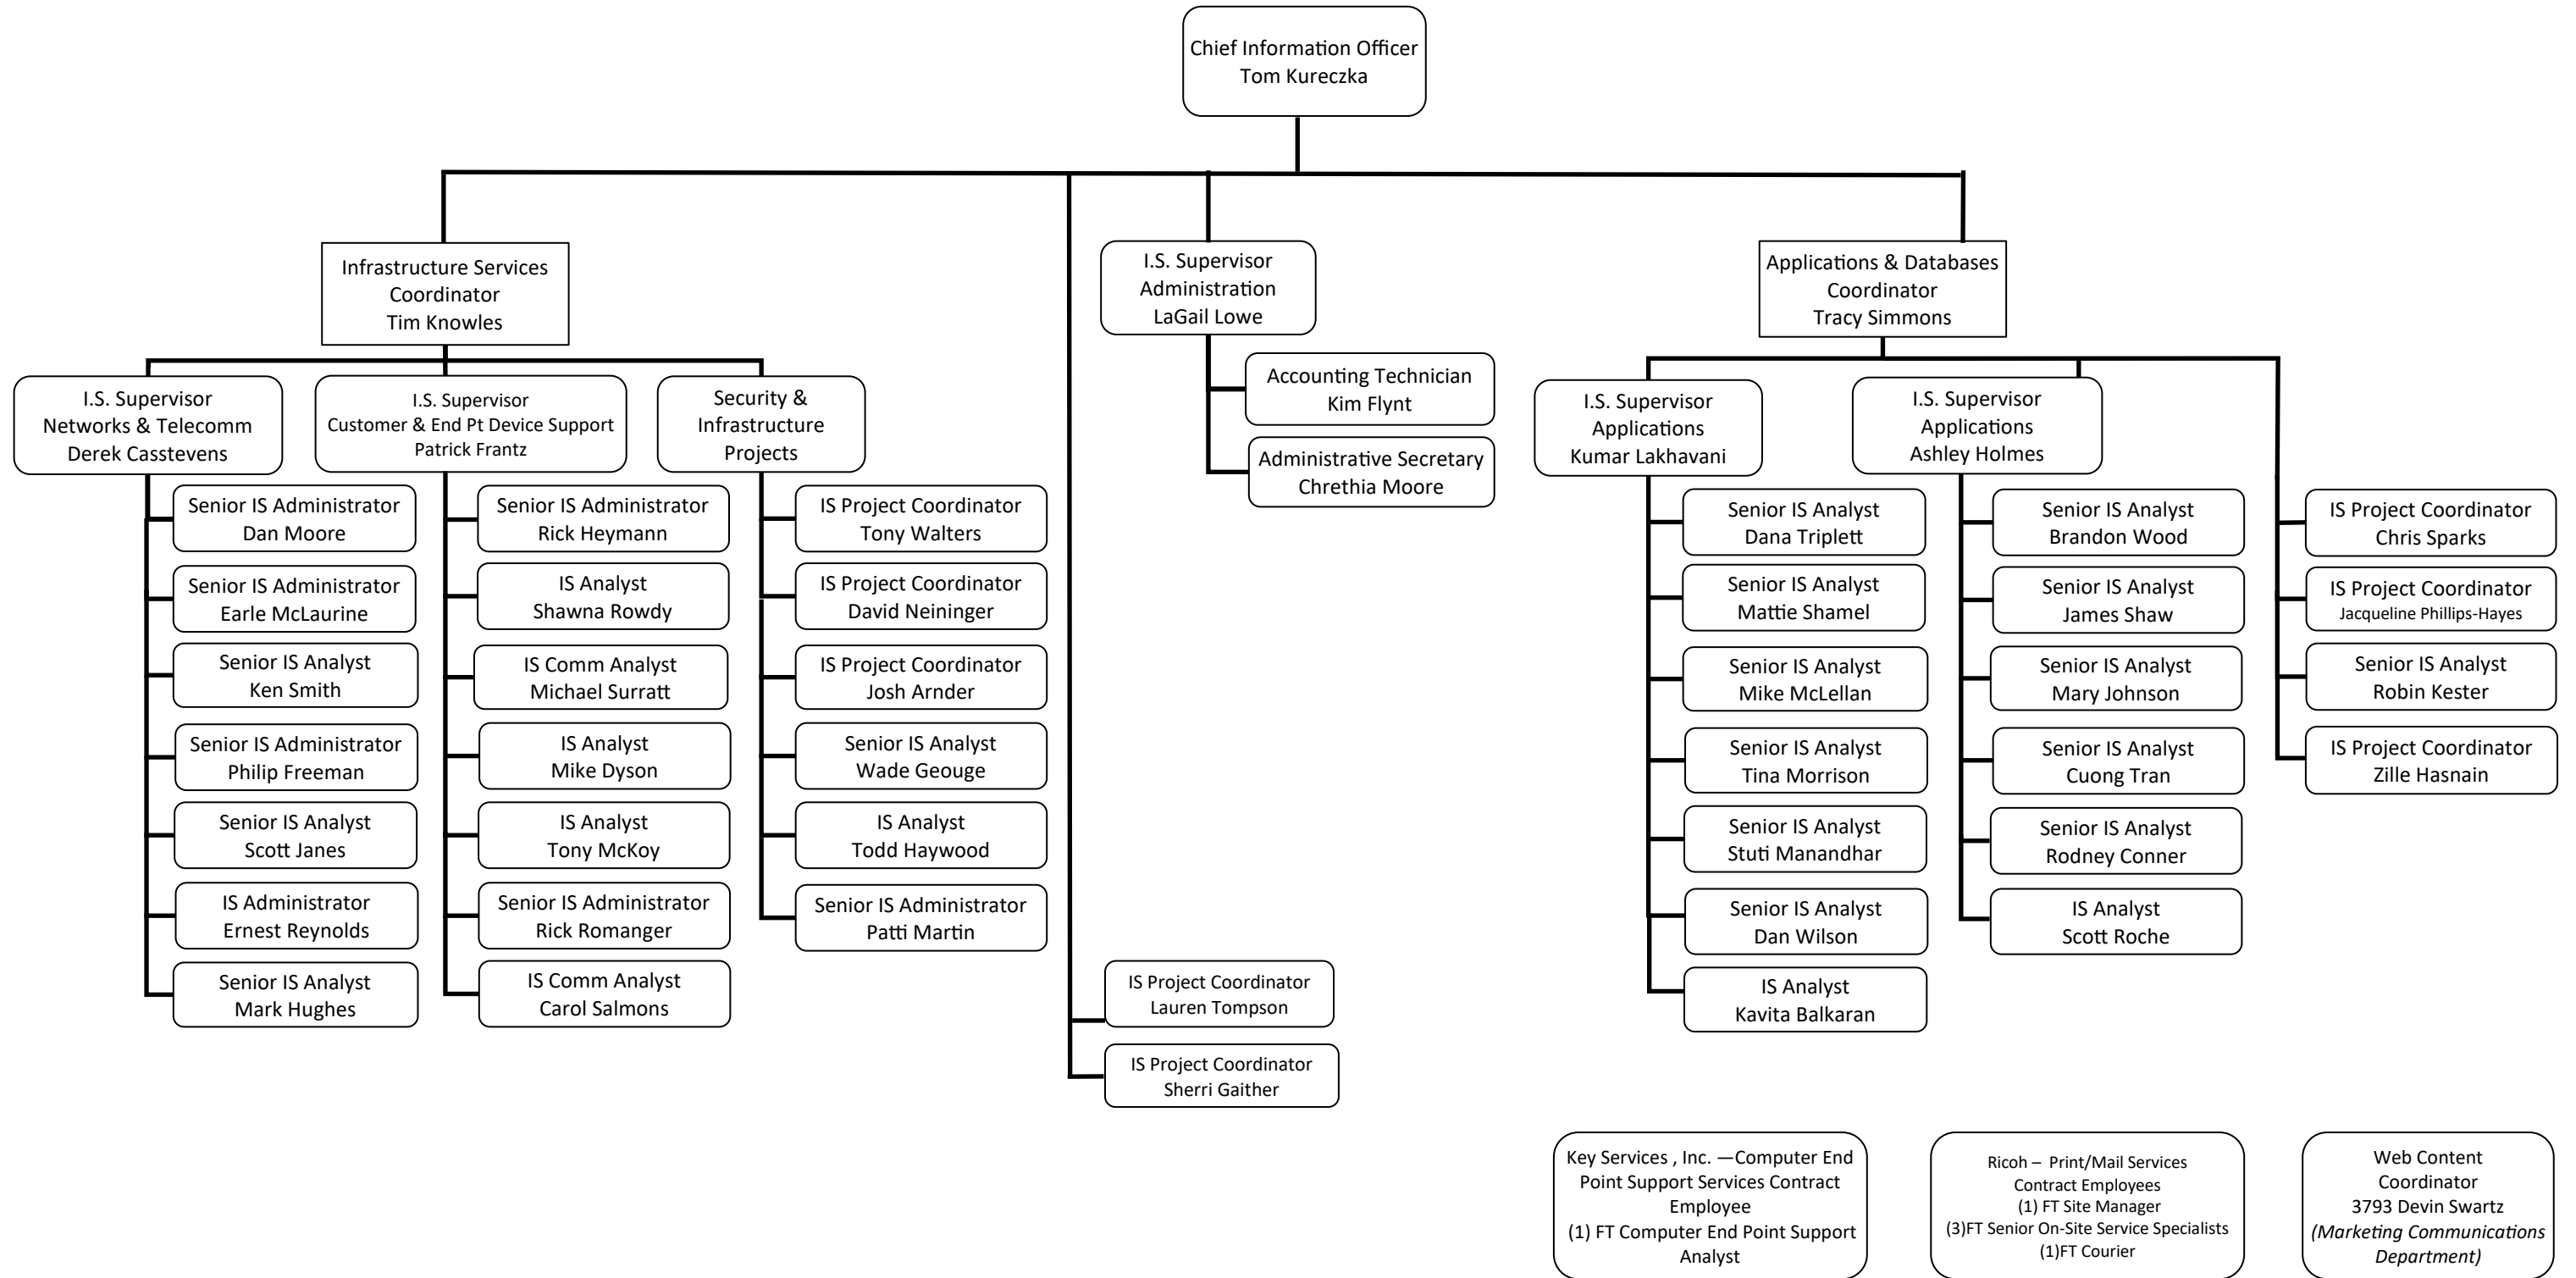 Chief Information Officer
Tom Kureczka
Infrastructure Services
Coordinator
Tim Knowles
I.S. Supervisor
Networks & Telecomm
Derek Casstevens
Senior IS Administrator
Dan Moore
Senior IS Administrator
Earle McLaurine
Senior IS Analyst
Ken Smith
Senior IS Administrator
Philip Freeman
Senior IS Analyst
Scott Janes
IS Administrator
Ernest Reynolds
Senior IS Analyst
Mark Hughes
I.S. Supervisor
Customer & End Pt Device Support
Patrick Frantz
Senior IS Administrator
Rick Heymann
IS Analyst
Shawna Rowdy
IS Comm Analyst
Michael Surratt
IS Analyst
Mike Dyson
IS Analyst
Tony McKoy
Senior IS Administrator
Rick Romanger
IS Comm Analyst
Carol Salmons
Security &
Infrastructure
Projects
IS Project Coordinator
Tony Walters
IS Project Coordinator
David Neininger
IS Project Coordinator
Josh Arnder
Senior IS Analyst
Wade Geouge
IS Analyst
Todd Haywood
Senior IS Administrator
Patti Martin
I.S. Supervisor
Administration
LaGail Lowe
Accounting Technician
Kim Flynt
Administrative Secretary
Chrethia Moore
IS Project Coordinator
Lauren Tompson
IS Project Coordinator
Sherri Gaither
Applications & Databases
Coordinator
Tracy Simmons
I.S. Supervisor
Applications
Kumar Lakhavani
Senior IS Analyst
Dana Triplett
Senior IS Analyst
Mattie Shamel
Senior IS Analyst
Mike McLellan
Senior IS Analyst
Tina Morrison
Senior IS Analyst
Stuti Manandhar
Senior IS Analyst
Dan Wilson
IS Analyst
Kavita Balkaran
I.S. Supervisor
Applications
Ashley Holmes
Senior IS Analyst
Brandon Wood
Senior IS Analyst
James Shaw
Senior IS Analyst
Mary Johnson
Senior IS Analyst
Cuong Tran
Senior IS Analyst
Rodney Conner
IS Analyst
Scott Roche
IS Project Coordinator
Chris Sparks
IS Project Coordinator
Jacqueline Phillips-Hayes
Senior IS Analyst
Robin Kester
IS Project Coordinator
Zille Hasnain
Key Services , Inc. —Computer End
Point Support Services Contract
Employee
(1) FT Computer End Point Support
Analyst
Ricoh – Print/Mail Services
Contract Employees
(1) FT Site Manager
(3)FT Senior On-Site Service Specialists
(1)FT Courier
Web Content
Coordinator
3793 Devin Swartz
(Marketing Communications
Department)